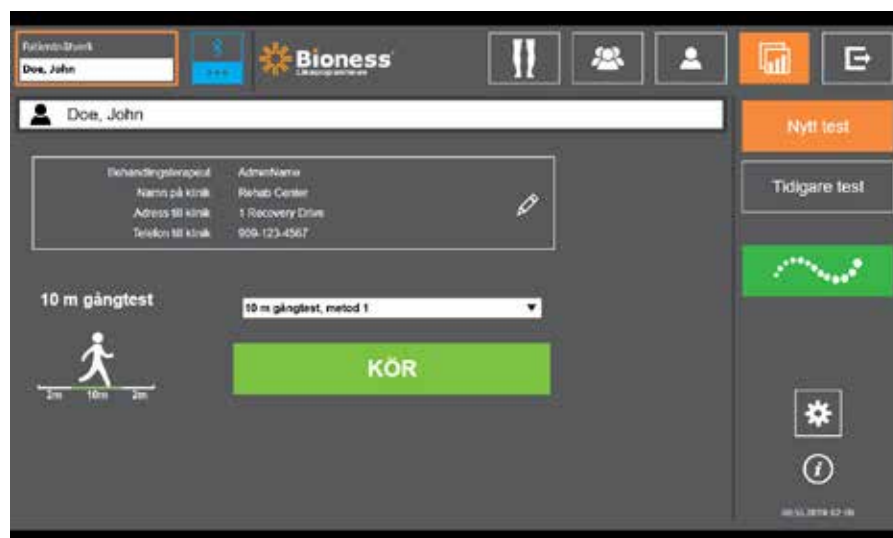 Patientnätverk
Doe, John
Bioness
Doe, John
Nytt test
Behandlingsterapeut AdminName
Namn på klinik Rehab Center
Adress till klinik 1 Recovery Drive
Telefon till klinik 909-123-4567
Tidigare test
10 m gångtest
10 m gångtest, metod 1
KÖR
2m 10m 2m